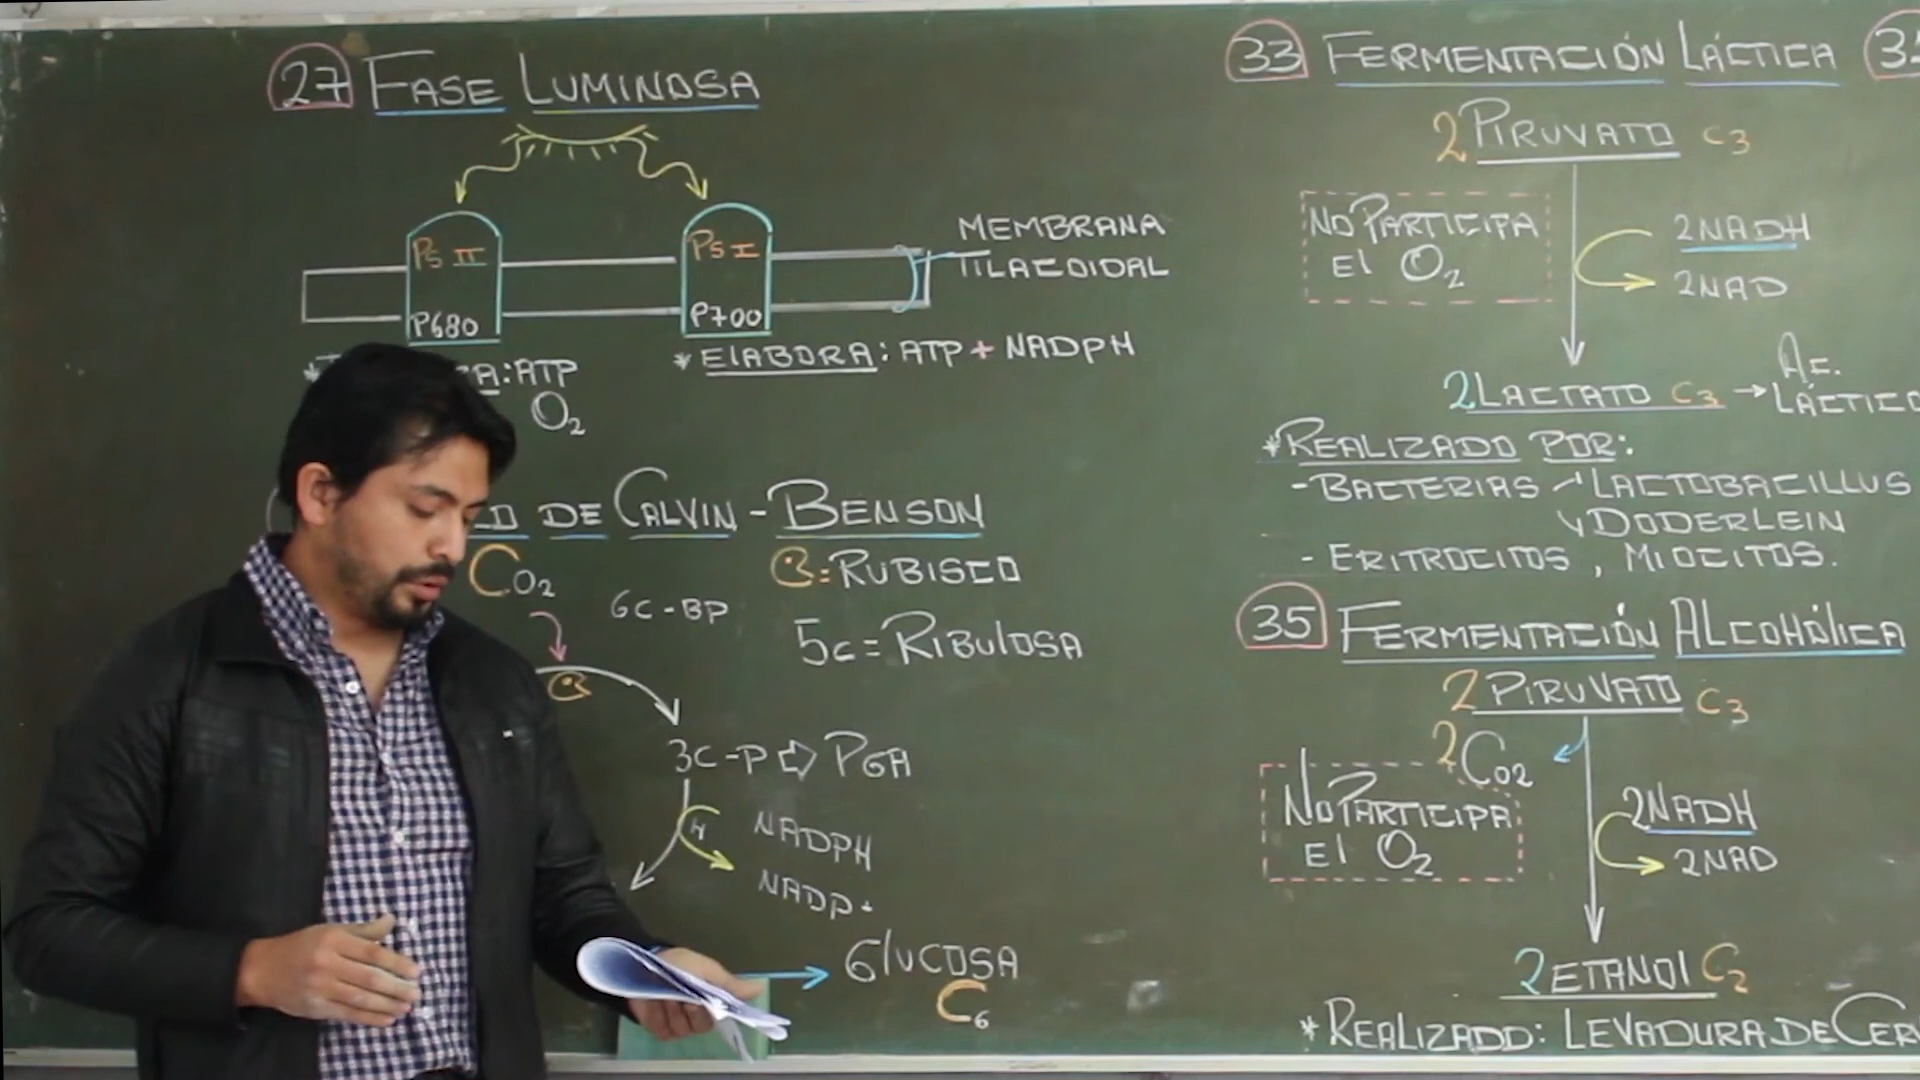 27 FASE LUMINOSA
PS II
P680
PS I
P700
MEMBRANA
TILACOIDAL
A: ATP
O2
* ELABORA: ATP + NADPH
DE CALVIN - BENSON
CO2
6C-BP
= RUBISCO
5C = RIBULOSA
3C-P ⇨ PGA
H
NADPH
NADP+
GLUCOSA
C6
33 FERMENTACIÓN LÁCTICA
2 PIRUVATO C3
NO PARTICIPA
El O2
2NADH
2NAD
2 LACTATO C3 → AC.
LÁCTICO
* REALIZADO POR:
- BACTERIAS LACTOBACILLUS
DODERLEIN
- ERITROCITOS, MIOCITOS.
35 FERMENTACIÓN ALCOHÓLICA
2 PIRUVATO C3
2CO2
NO PARTICIPA
El O2
2NADH
2NAD
2 ETANOL C2
* REALIZADO: LEVADURA DE CERV